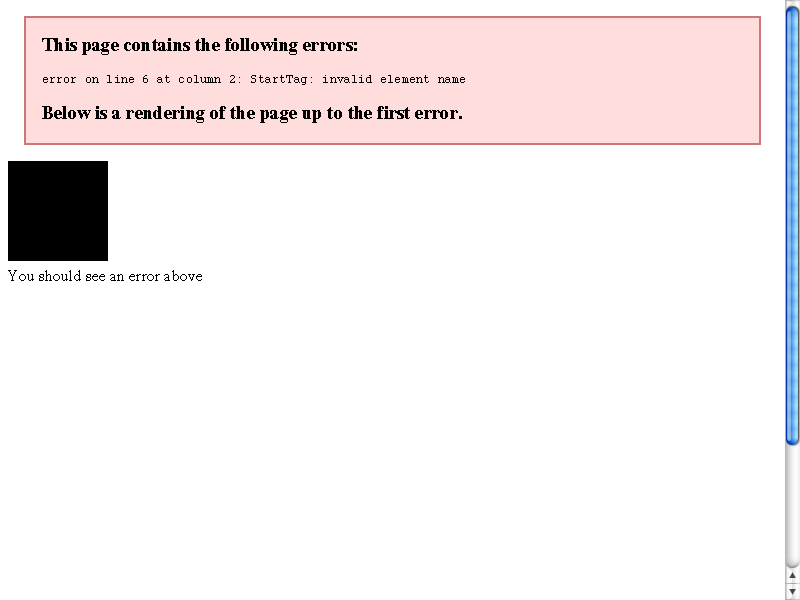 This page contains the following errors:
error on line 6 at column 2: StartTag: invalid element name
Below is a rendering of the page up to the first error.
You should see an error above